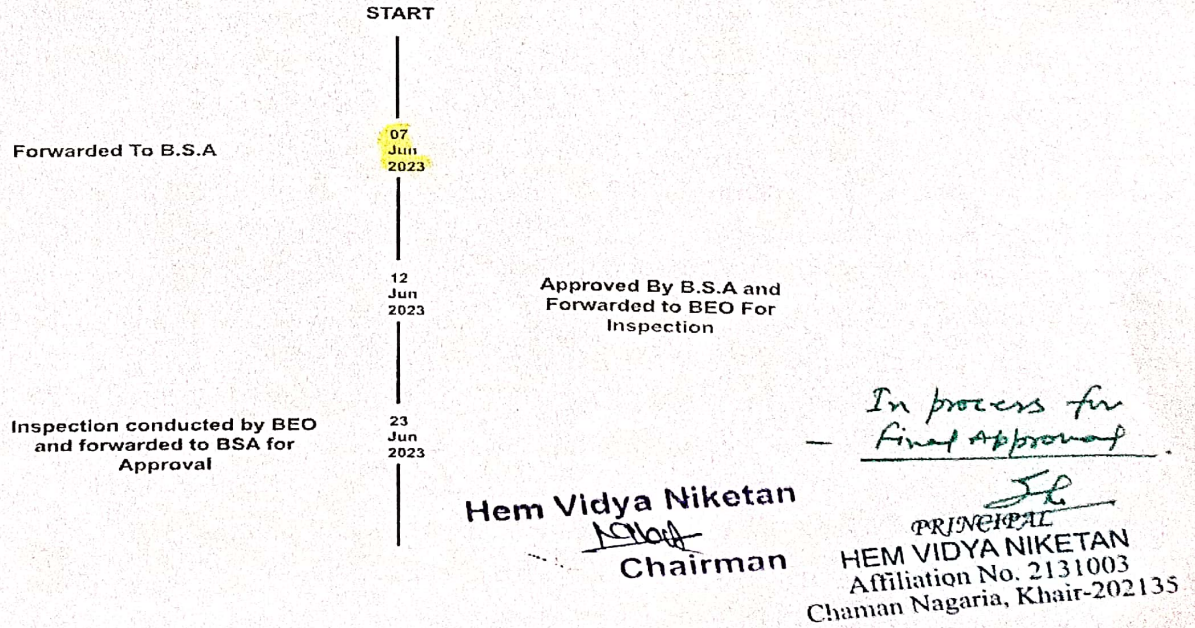 START
Forwarded To B.S.A
07
Jun
2023
12
Jun
2023
Approved By B.S.A and
Forwarded to BEO For
Inspection
Inspection conducted by BEO
and forwarded to BSA for
Approval
23
Jun
2023
In process for
- Final Approval.
Hem Vidya Niketan
Chairman
PRINCIPAL
HEM VIDYA NIKETAN
Affiliation No. 2131003
Chaman Nagaria, Khair-202135